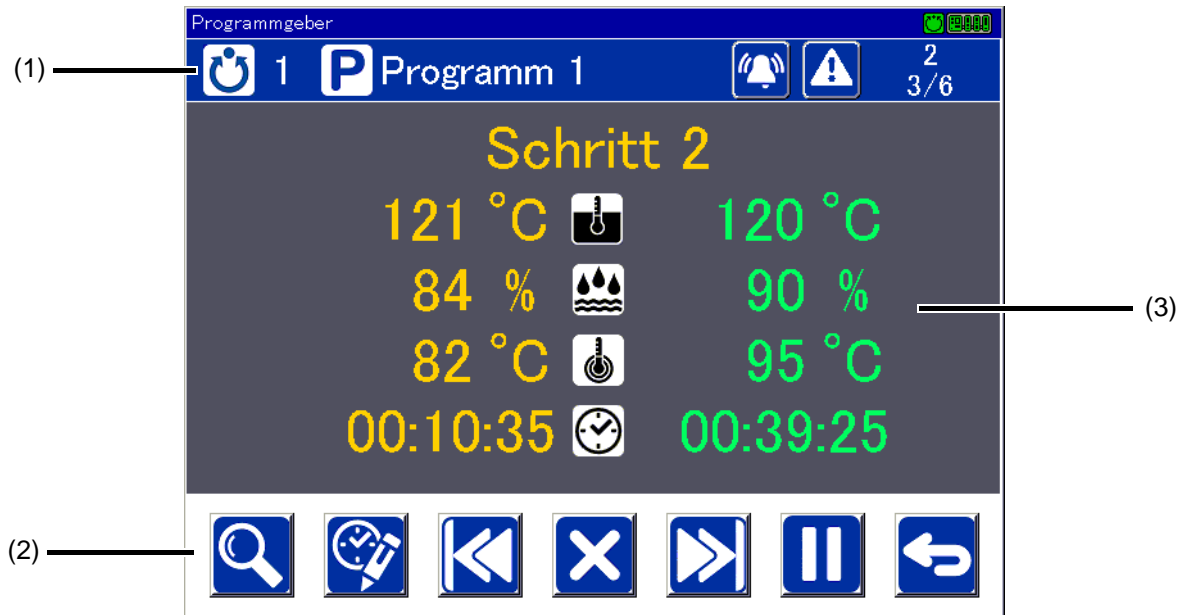 Programmgeber
(1)
1 P Programm 1
2
3/6
Schritt 2
121 °C 120 °C
84 % 90 %
(3)
82 °C 95 °C
00:10:35 00:39:25
(2)